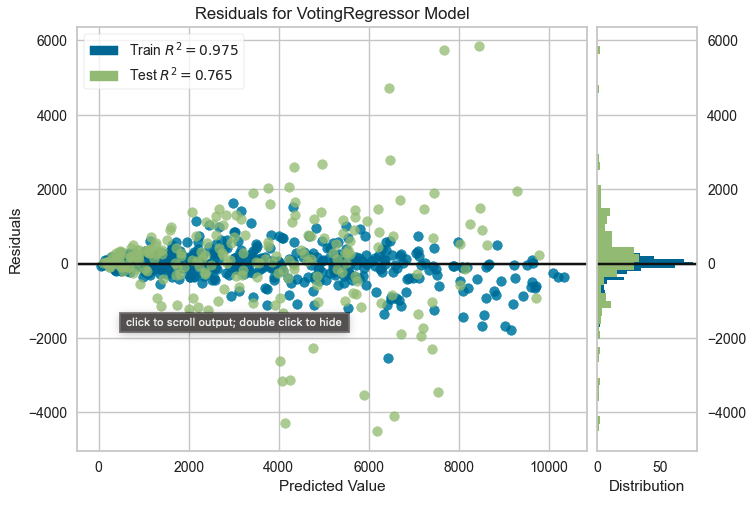 Residuals for VotingRegressor Model
Train R² = 0.975
Test R² = 0.765
6000
4000
2000
0
−2000
−4000
Residuals
click to scroll output; double click to hide
0
2000
4000
6000
8000
10000
Predicted Value
6000
4000
2000
0
−2000
−4000
0
50
Distribution